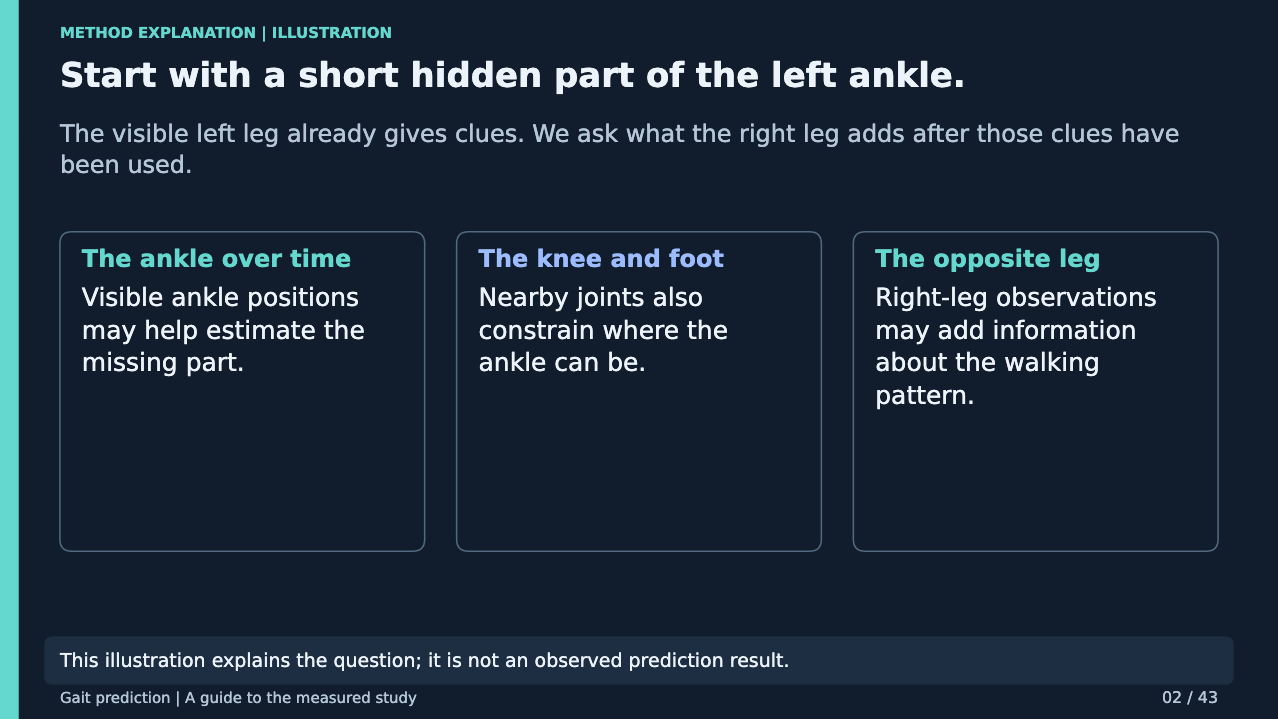 METHOD EXPLANATION | ILLUSTRATION
Start with a short hidden part of the left ankle.
The visible left leg already gives clues. We ask what the right leg adds after those clues have
been used.
The ankle over time
Visible ankle positions
may help estimate the
missing part.
The knee and foot
Nearby joints also
constrain where the
ankle can be.
The opposite leg
Right-leg observations
may add information
about the walking
pattern.
This illustration explains the question; it is not an observed prediction result.
Gait prediction | A guide to the measured study
02 / 43